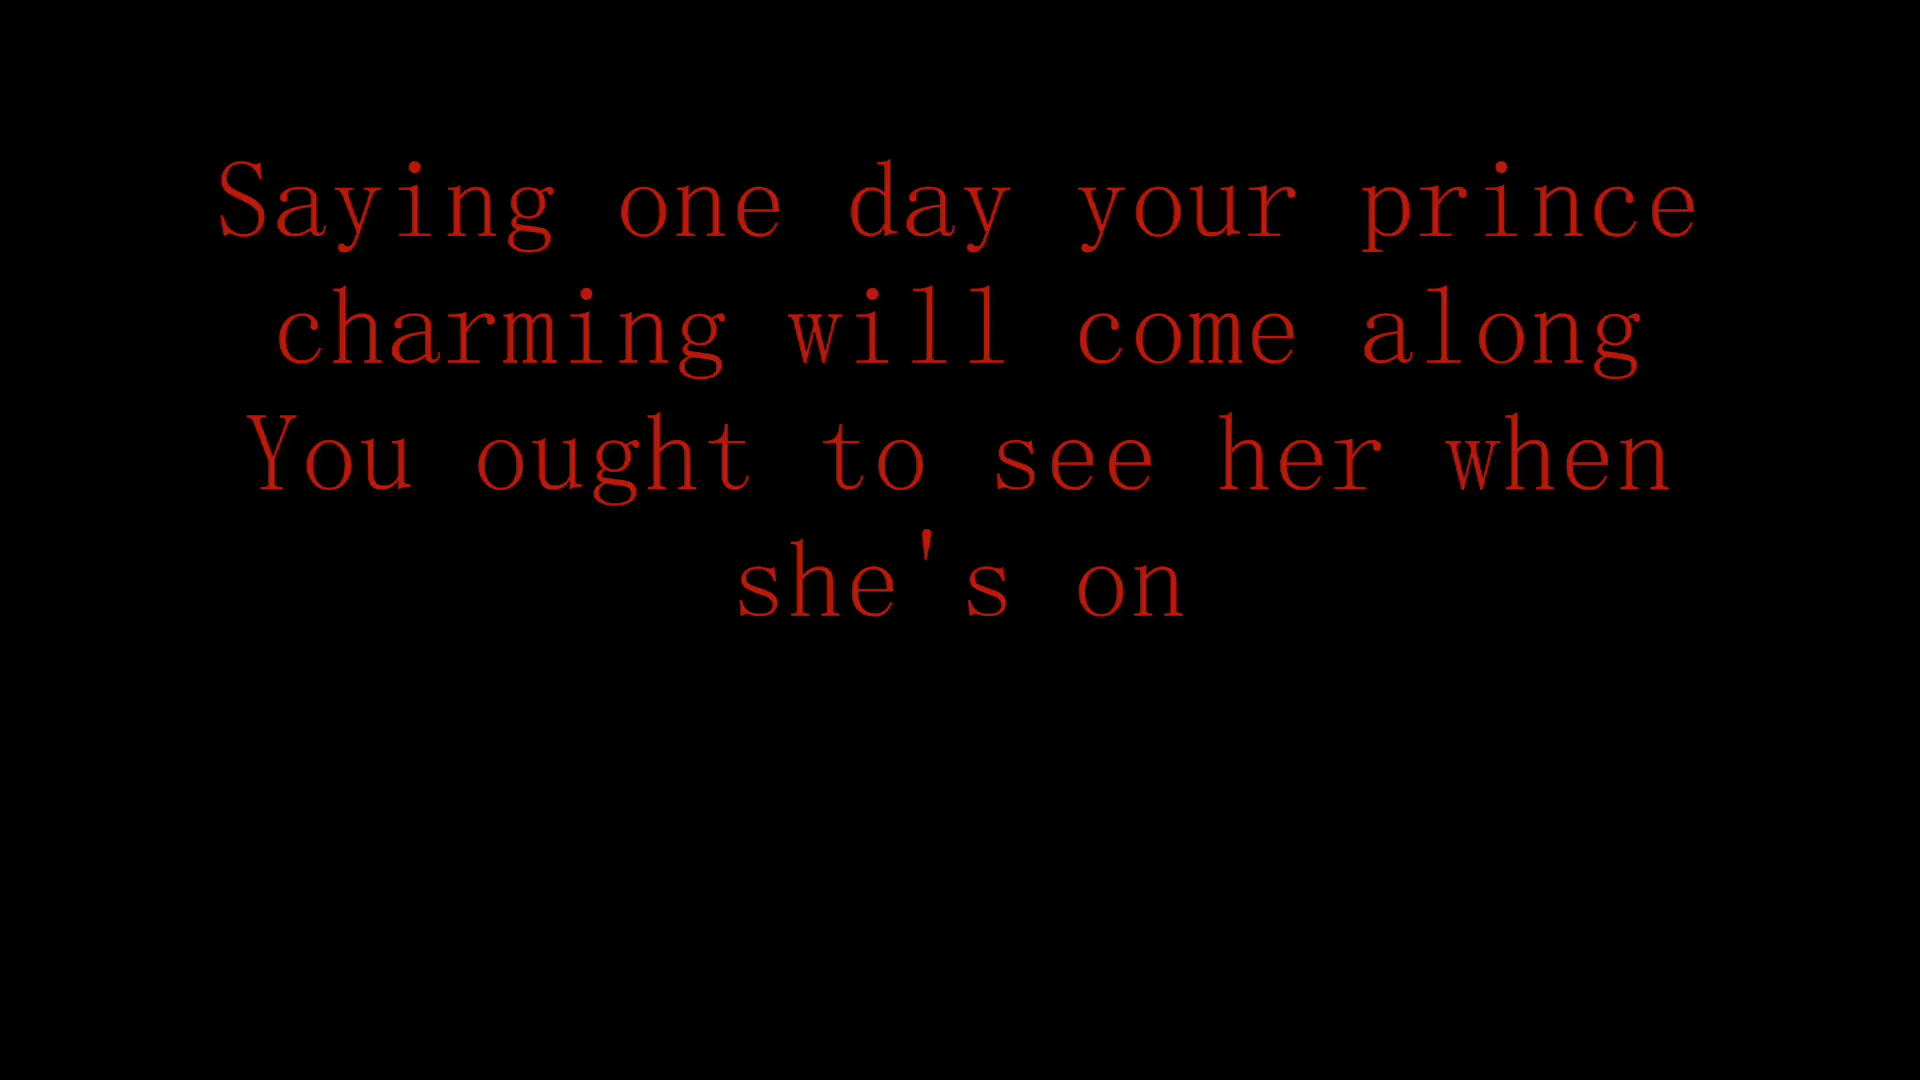 Saying one day your prince
charming will come along
You ought to see her when
she's on